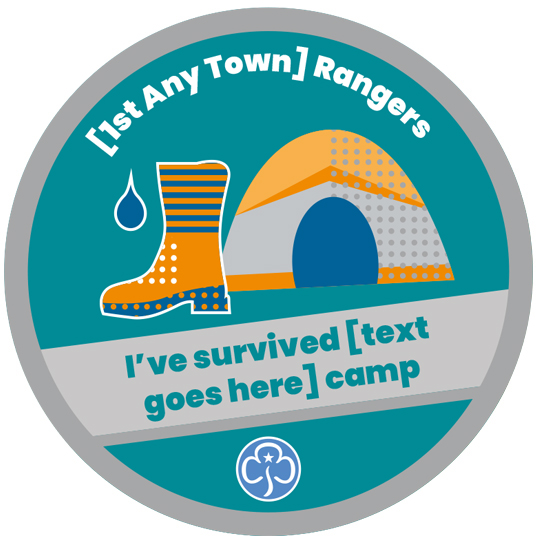 [1st Any Town] Rangers
I've survived [text
goes here] camp